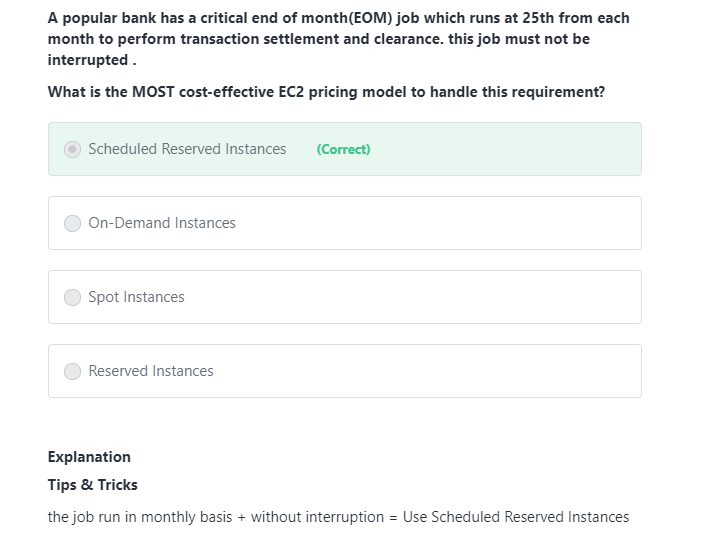 A popular bank has a critical end of month(EOM) job which runs at 25th from each
month to perform transaction settlement and clearance. this job must not be
interrupted .
What is the MOST cost-effective EC2 pricing model to handle this requirement?
Scheduled Reserved Instances (Correct)
On-Demand Instances
Spot Instances
Reserved Instances
Explanation
Tips & Tricks
the job run in monthly basis + without interruption = Use Scheduled Reserved Instances